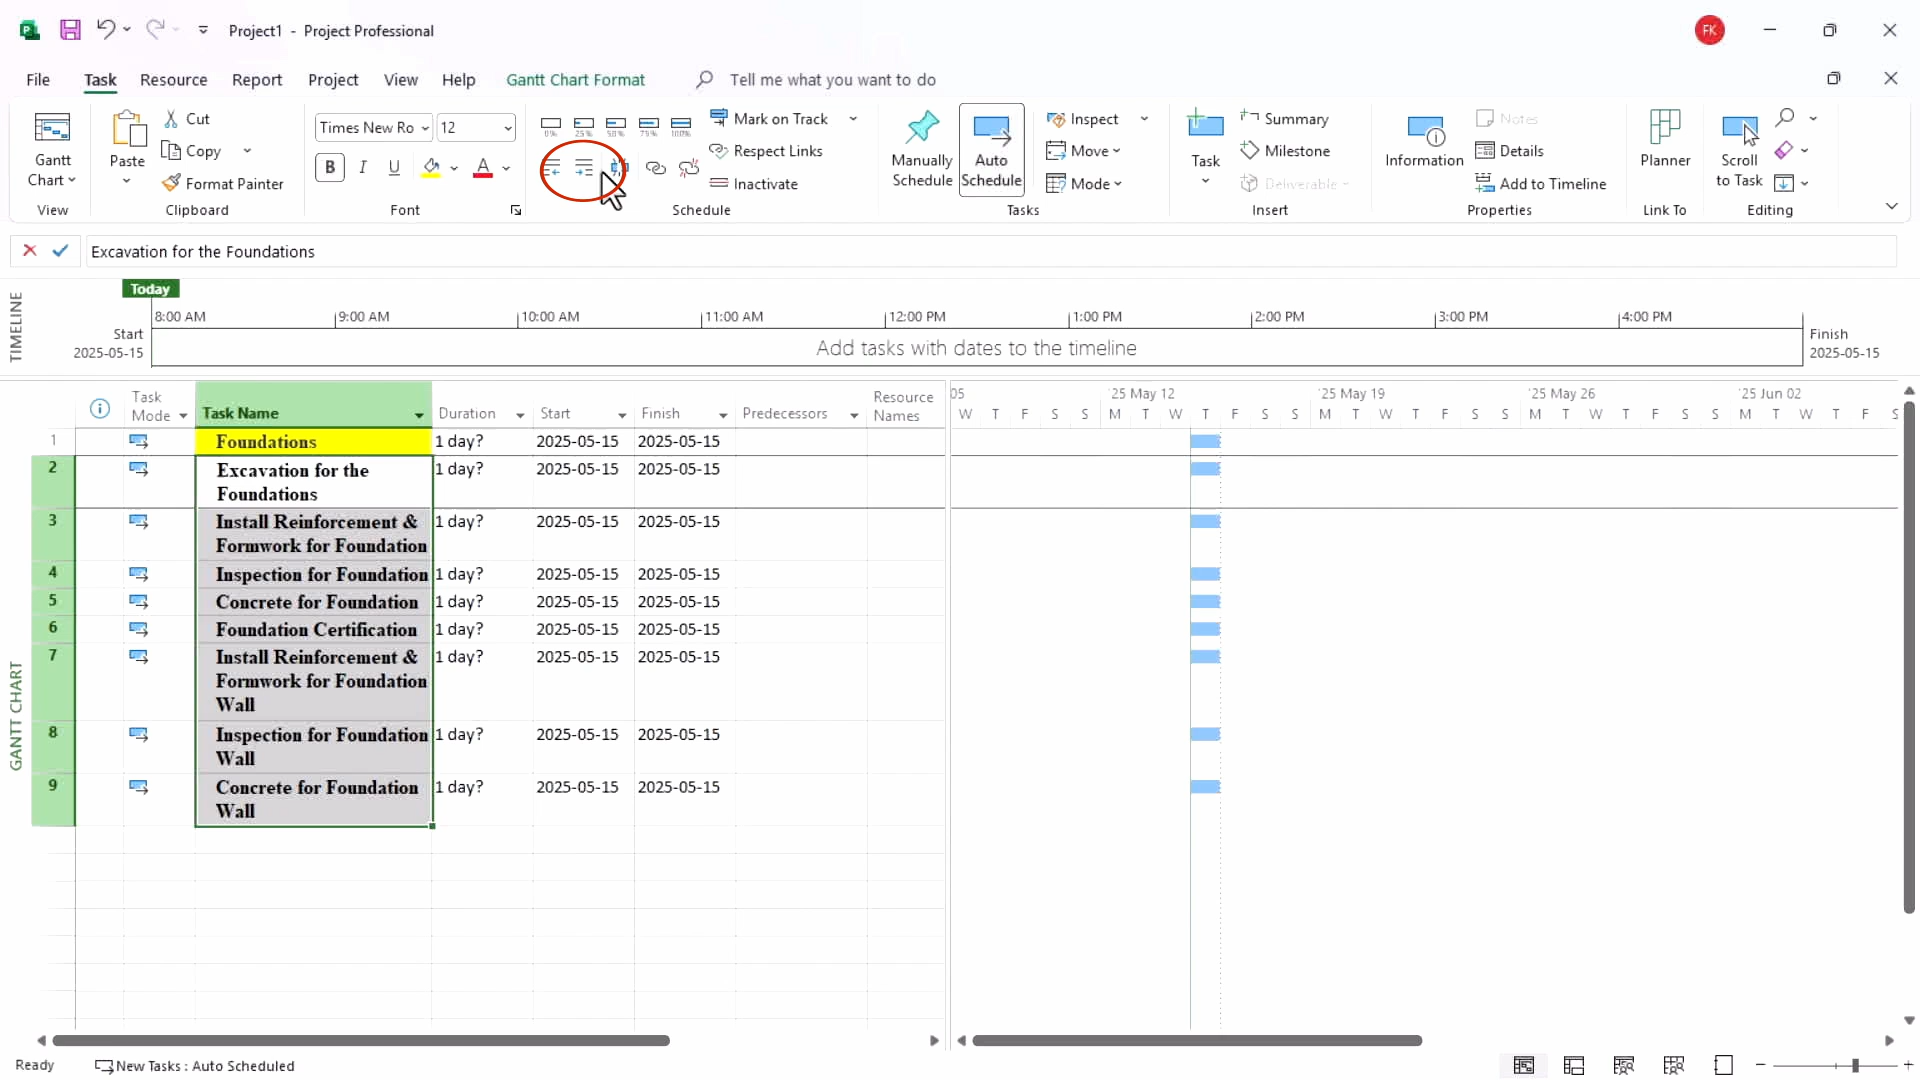 Project1 - Project Professional
FK
File Task Resource Report Project View Help Gantt Chart Format Tell me what you want to do
Gantt
Chart
View
Paste
Cut
Copy
Format Painter
Clipboard
Times New Ro 12
B I U A
Font
0% 25% 50% 75% 100%
Mark on Track
Respect Links
Inactivate
Schedule
Manually
Schedule
Auto
Schedule
Inspect
Move
Mode
Tasks
Task
Summary
Milestone
Deliverable
Insert
Information
Notes
Details
Add to Timeline
Properties
Planner
Link To
Scroll
to Task
Editing
Excavation for the Foundations
TIMELINE
Today
8:00 AM 9:00 AM 10:00 AM 11:00 AM 12:00 PM 1:00 PM 2:00 PM 3:00 PM 4:00 PM
Start
2025-05-15
Add tasks with dates to the timeline
Finish
2025-05-15
GANTT CHART
Task
Mode
Task Name
Duration
Start
Finish
Predecessors
Resource
Names
05 '25 May 12 '25 May 19 '25 May 26 '25 Jun 02
W T F S S M T W T F S S M T W T F S S M T W T F S S M T W T F S
1 Foundations 1 day? 2025-05-15 2025-05-15
2 Excavation for the 1 day? 2025-05-15 2025-05-15
Foundations
3 Install Reinforcement & 1 day? 2025-05-15 2025-05-15
Formwork for Foundation
4 Inspection for Foundation 1 day? 2025-05-15 2025-05-15
5 Concrete for Foundation 1 day? 2025-05-15 2025-05-15
6 Foundation Certification 1 day? 2025-05-15 2025-05-15
7 Install Reinforcement & 1 day? 2025-05-15 2025-05-15
Formwork for Foundation
Wall
8 Inspection for Foundation 1 day? 2025-05-15 2025-05-15
Wall
9 Concrete for Foundation 1 day? 2025-05-15 2025-05-15
Wall
Ready New Tasks : Auto Scheduled